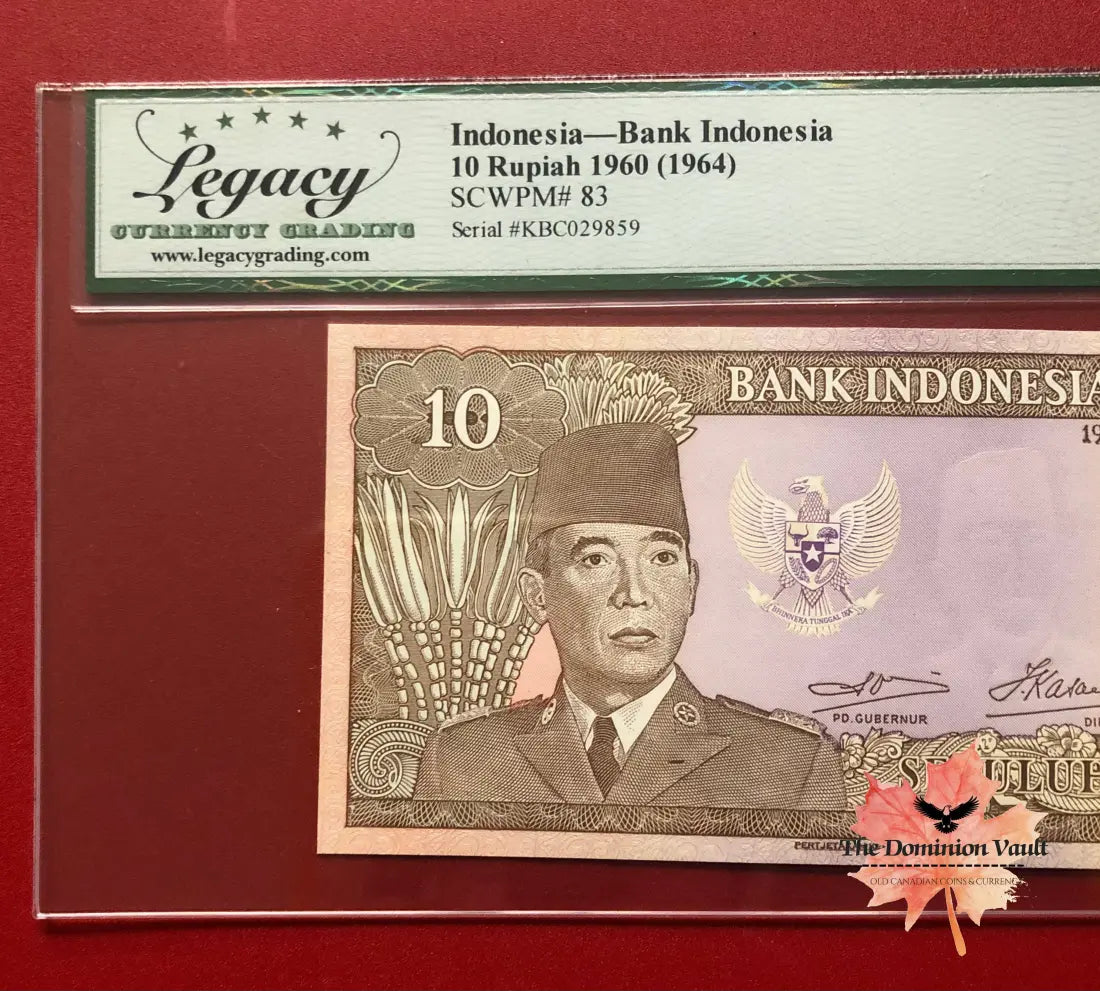 Legacy
CURRENCY GRADING
www.legacygrading.com
Indonesia—Bank Indonesia
10 Rupiah 1960 (1964)
SCWPM# 83
Serial #KBC029859
10
BANK INDONESIA
19
BHINNEKA TUNGGAL IKA
PD.GUBERNUR
The Dominion Vault
OLD CANADIAN COINS & CURRENCY